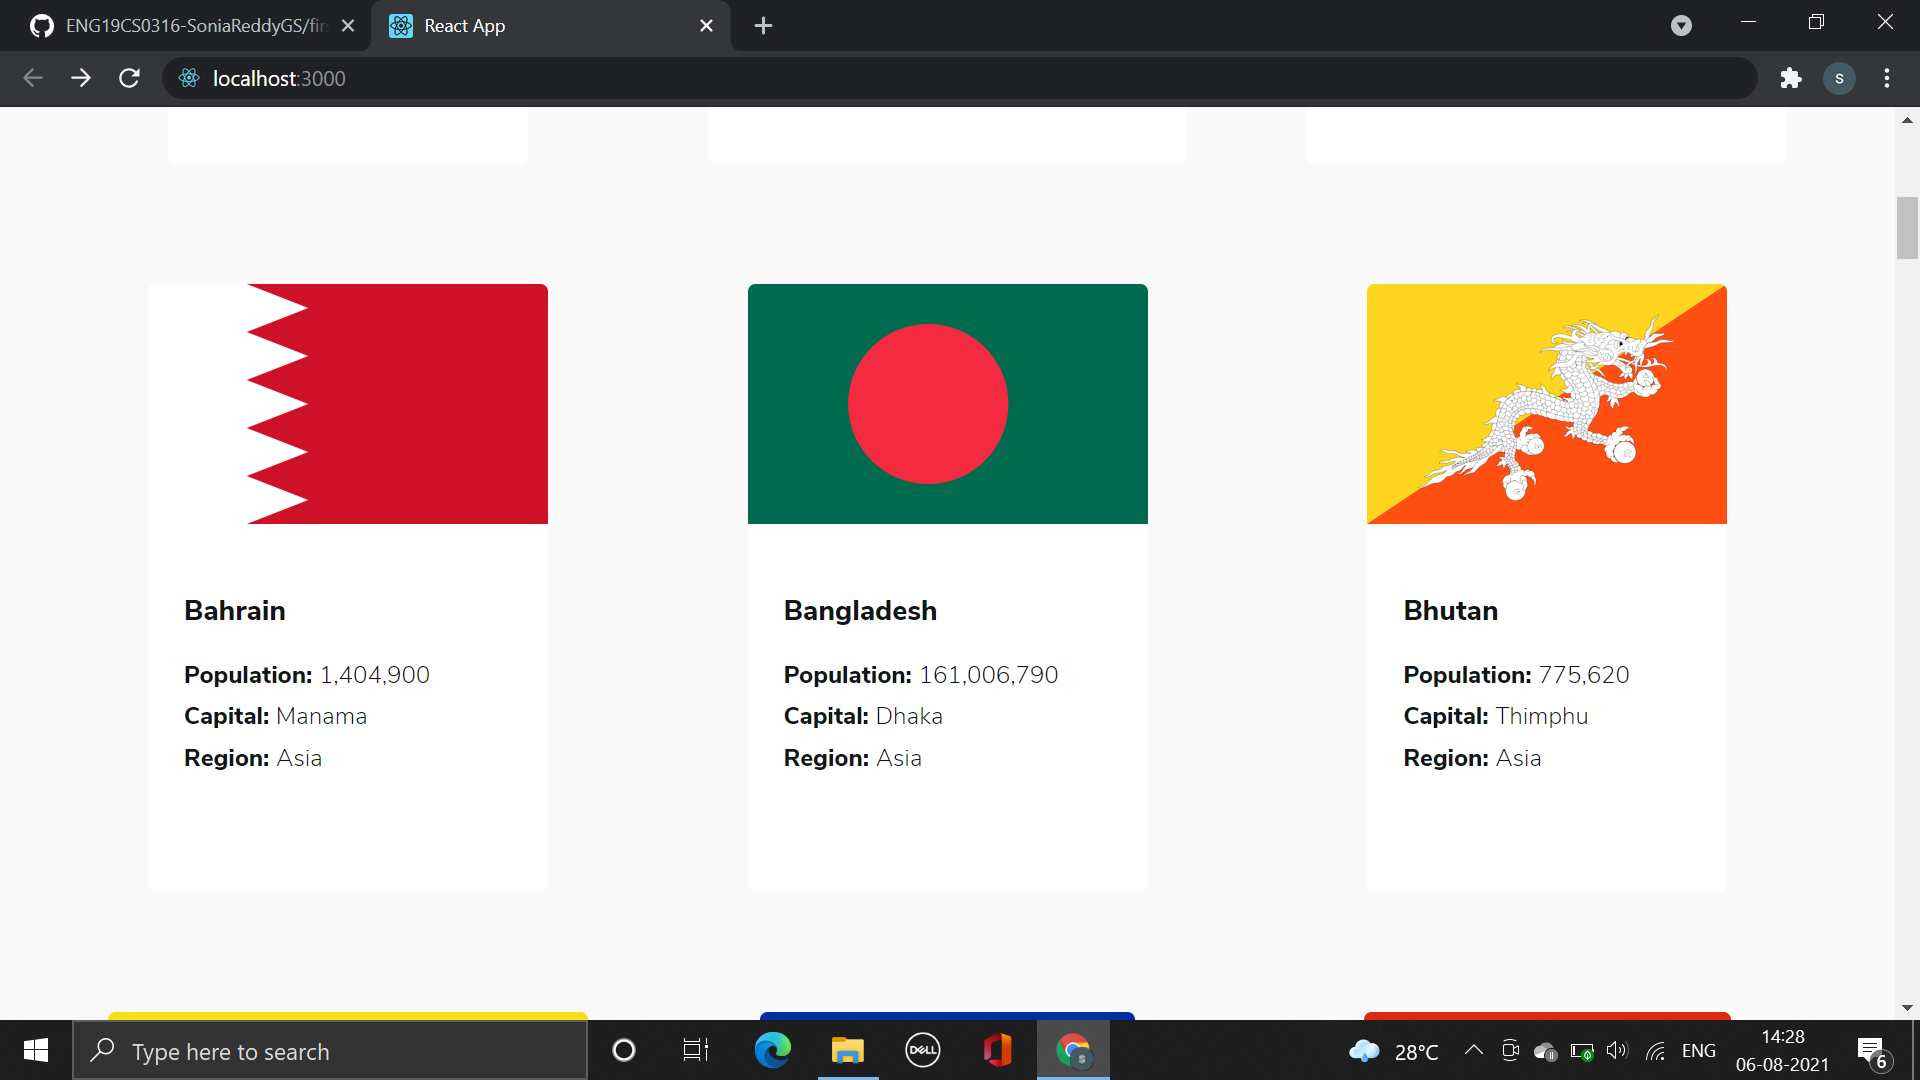 ENG19CS0316-SoniaReddyGS/fir
React App
localhost:3000
S
Bahrain
Population: 1,404,900
Capital: Manama
Region: Asia
Bangladesh
Population: 161,006,790
Capital: Dhaka
Region: Asia
Bhutan
Population: 775,620
Capital: Thimphu
Region: Asia
Type here to search
DELL
S
28°C
ENG
14:28
06-08-2021
6